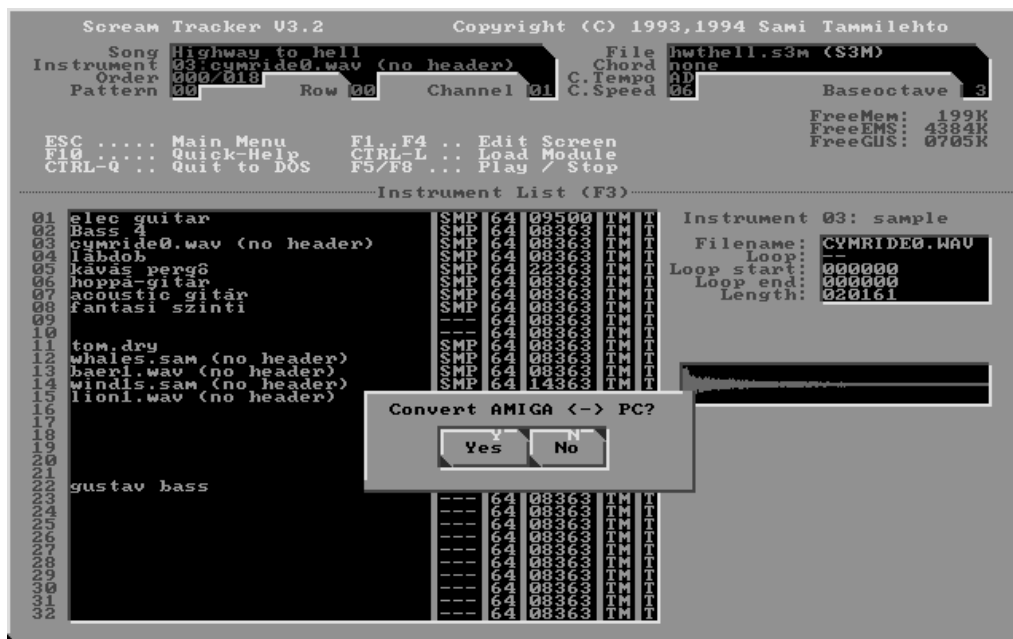 Scream Tracker V3.2 Copyright (C) 1993,1994 Sami Tammilehto
Song Highway to hell File hwthell.s3m (S3M)
Instrument 03:cymride0.wav (no header) Chord none
Order 000/018 C.Tempo AD
Pattern 00 Row 00 Channel 01 C.Speed 06 Baseoctave 3
FreeMem: 199K
FreeEMS: 4384K
FreeGUS: 0705K
ESC ..... Main Menu F1..F4 .. Edit Screen
F10 ..... Quick-Help CTRL-L .. Load Module
CTRL-Q .. Quit to DOS F5/F8 ... Play / Stop
Instrument List (F3)
01 elec guitar SMP 64 09500 TM T
02 Bass 4 SMP 64 08363 TM T
03 cymride0.wav (no header) SMP 64 08363 TM T
04 låbdob SMP 64 08363 TM T
05 kåvås pergô SMP 64 22363 TM T
06 hoppå-gitår SMP 64 08363 TM T
07 acoustic gitår SMP 64 08363 TM T
08 fantasi szinti SMP 64 08363 TM T
09 --- 64 08363 TM T
10 --- 64 08363 TM T
11 tom.dry SMP 64 08363 TM T
12 whales.sam (no header) SMP 64 08363 TM T
13 baer1.wav (no header) SMP 64 08363 TM T
14 wind1s.sam (no header) SMP 64 14363 TM T
15 lion1.wav (no header)
16
17
18
19
20
21
22 gustav bass
23 --- 64 08363 TM T
24 --- 64 08363 TM T
25 --- 64 08363 TM T
26 --- 64 08363 TM T
27 --- 64 08363 TM T
28 --- 64 08363 TM T
29 --- 64 08363 TM T
30 --- 64 08363 TM T
31 --- 64 08363 TM T
32 --- 64 08363 TM T
Instrument 03: sample
Filename: CYMRIDE0.WAV
Loop: --
Loop start: 000000
Loop end: 000000
Length: 020161
Convert AMIGA <-> PC?
Y N
Yes No